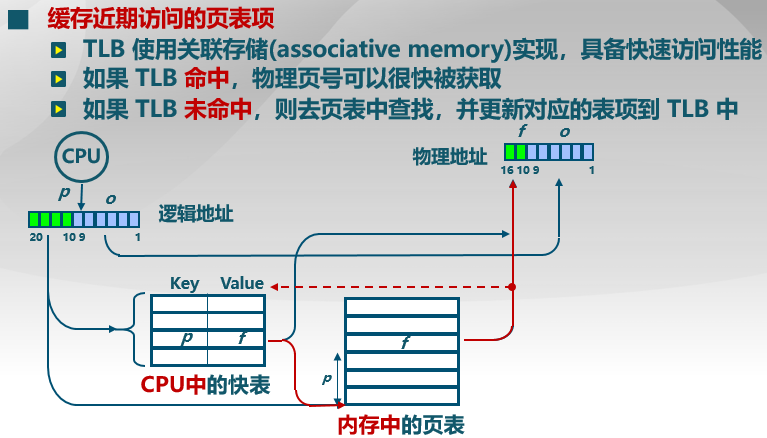 缓存近期访问的页表项
TLB 使用关联存储(associative memory)实现，具备快速访问性能
如果 TLB 命中，物理页号可以很快被获取
如果 TLB 未命中，则去页表中查找，并更新对应的表项到 TLB 中
CPU
p o
逻辑地址
20 10 9 1
f o
物理地址
16 10 9 1
Key Value
p f
f
p
CPU中的快表
内存中的页表